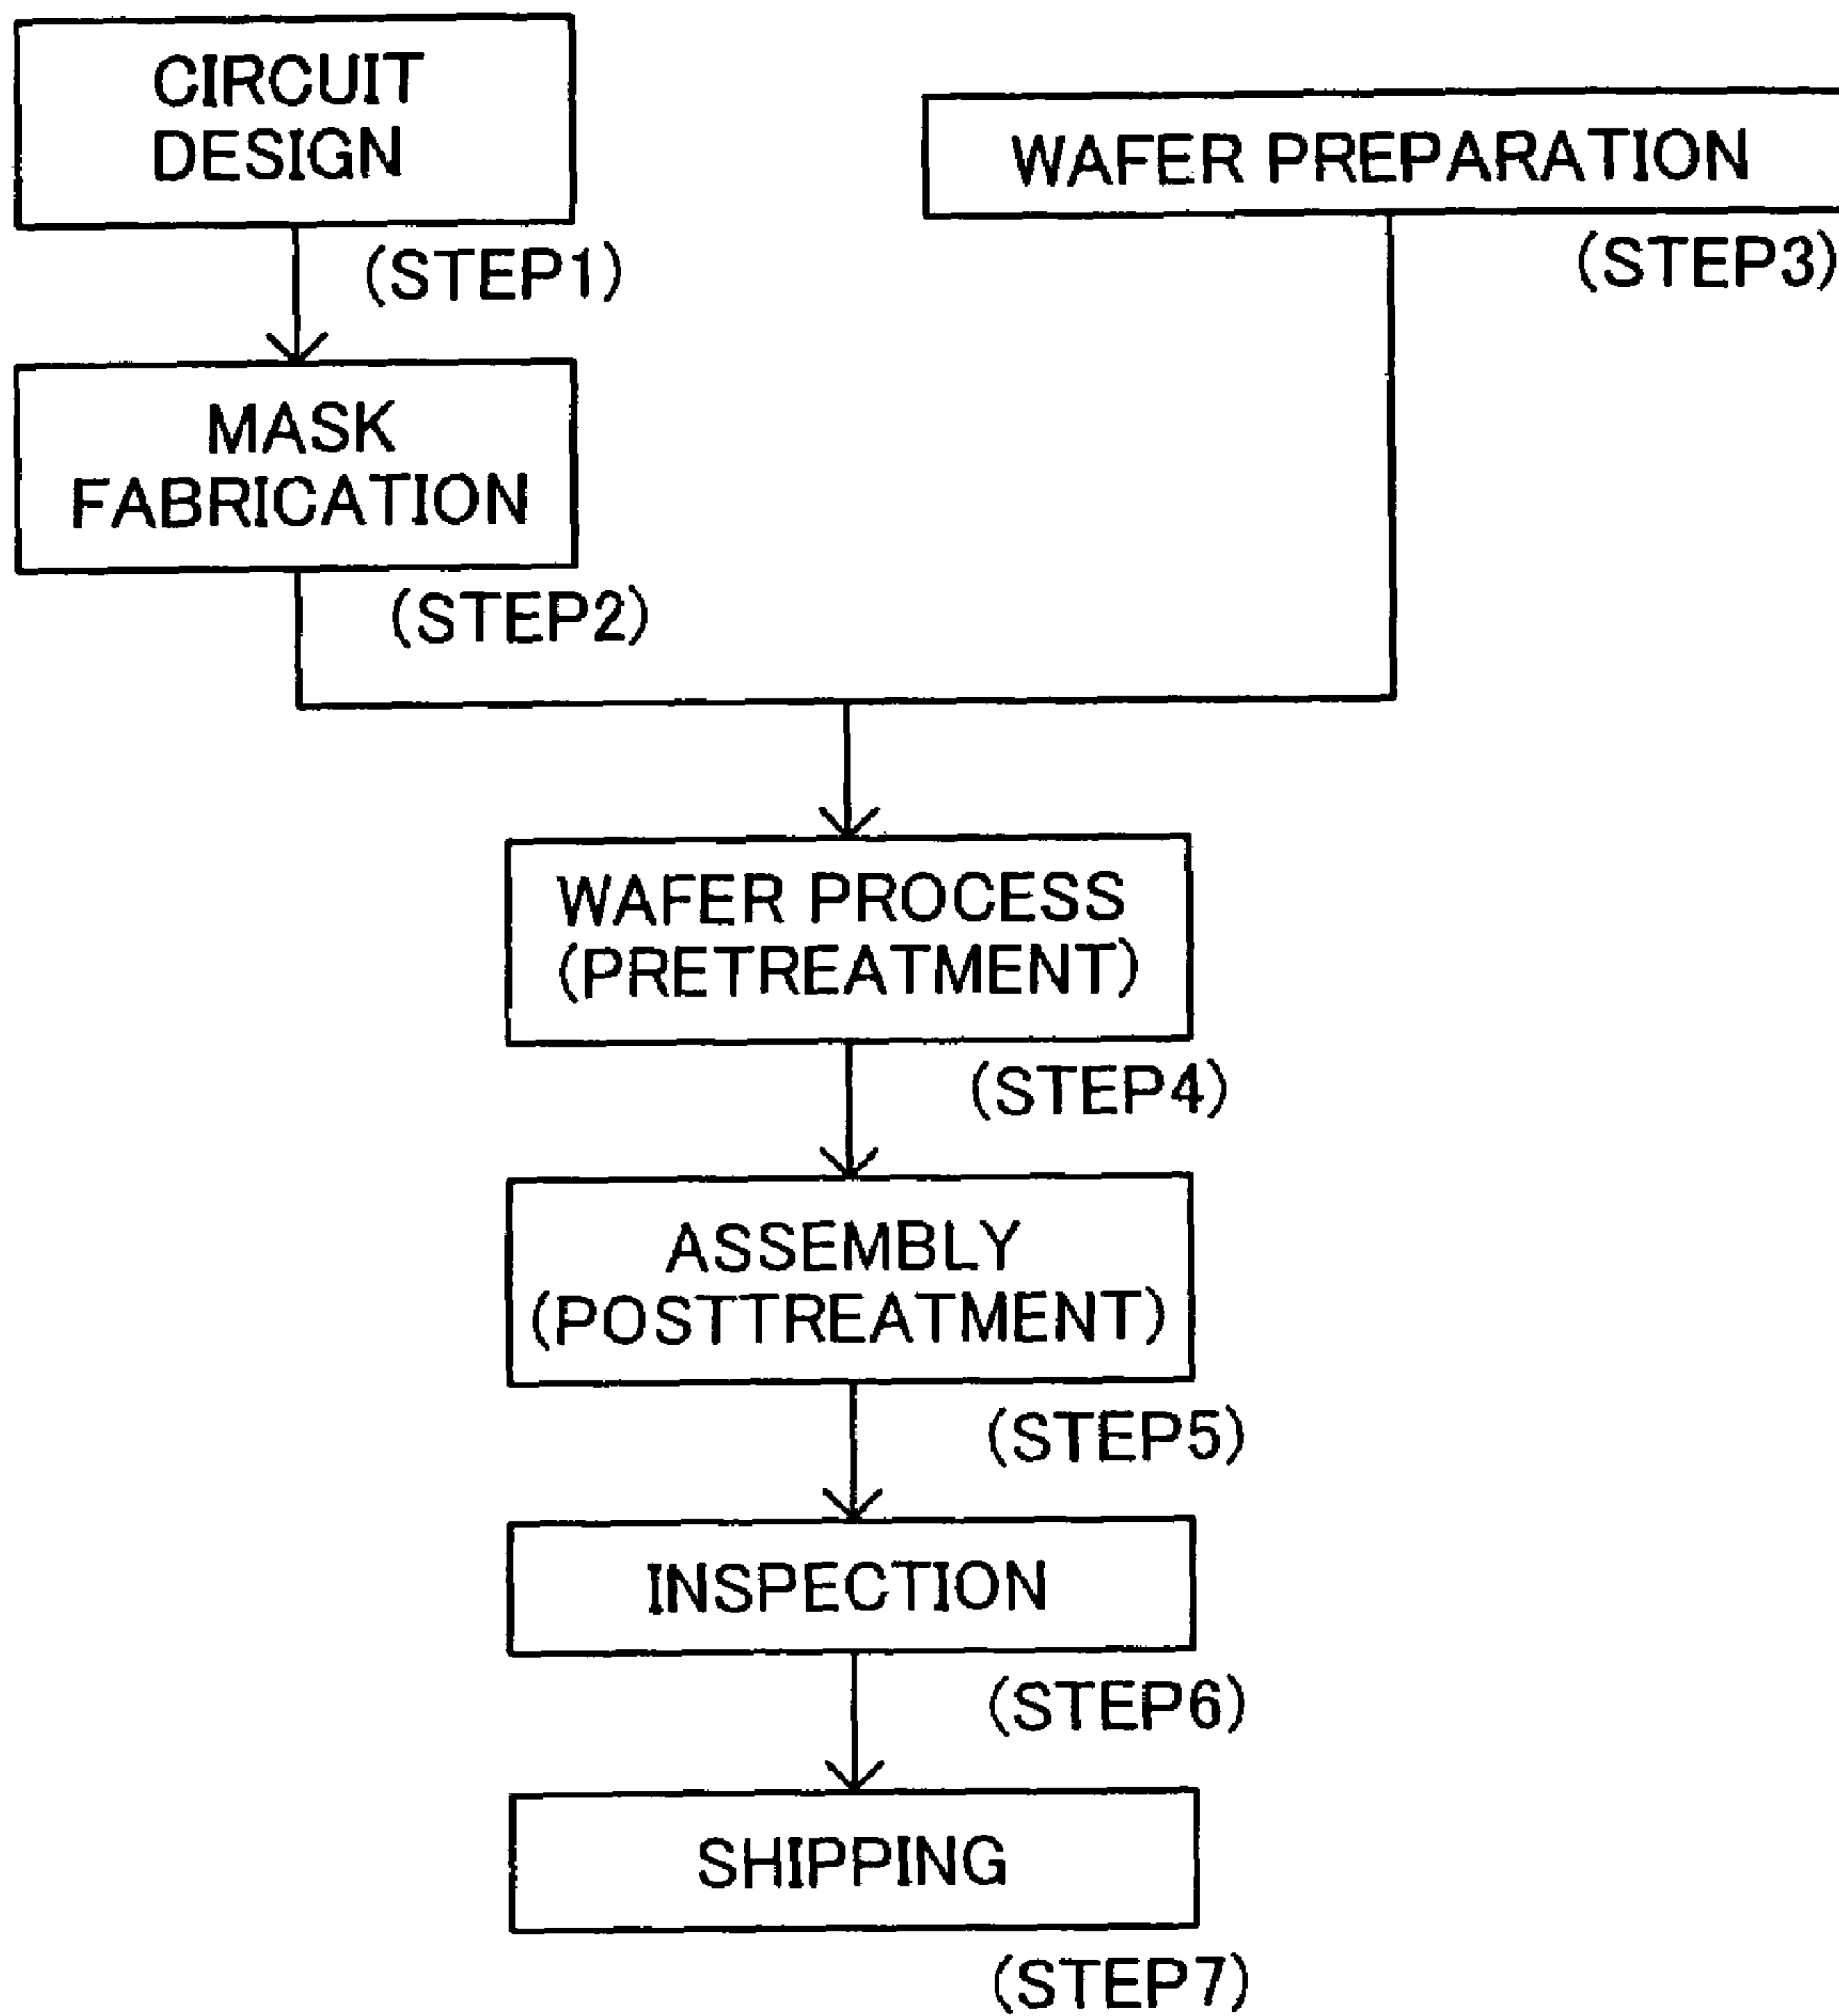 CIRCUIT
DESIGN
(STEP1)
MASK
FABRICATION
(STEP2)
WAFER PREPARATION
(STEP3)
WAFER PROCESS
(PRETREATMENT)
(STEP4)
ASSEMBLY
(POSTTREATMENT)
(STEP5)
INSPECTION
(STEP6)
SHIPPING
(STEP7)